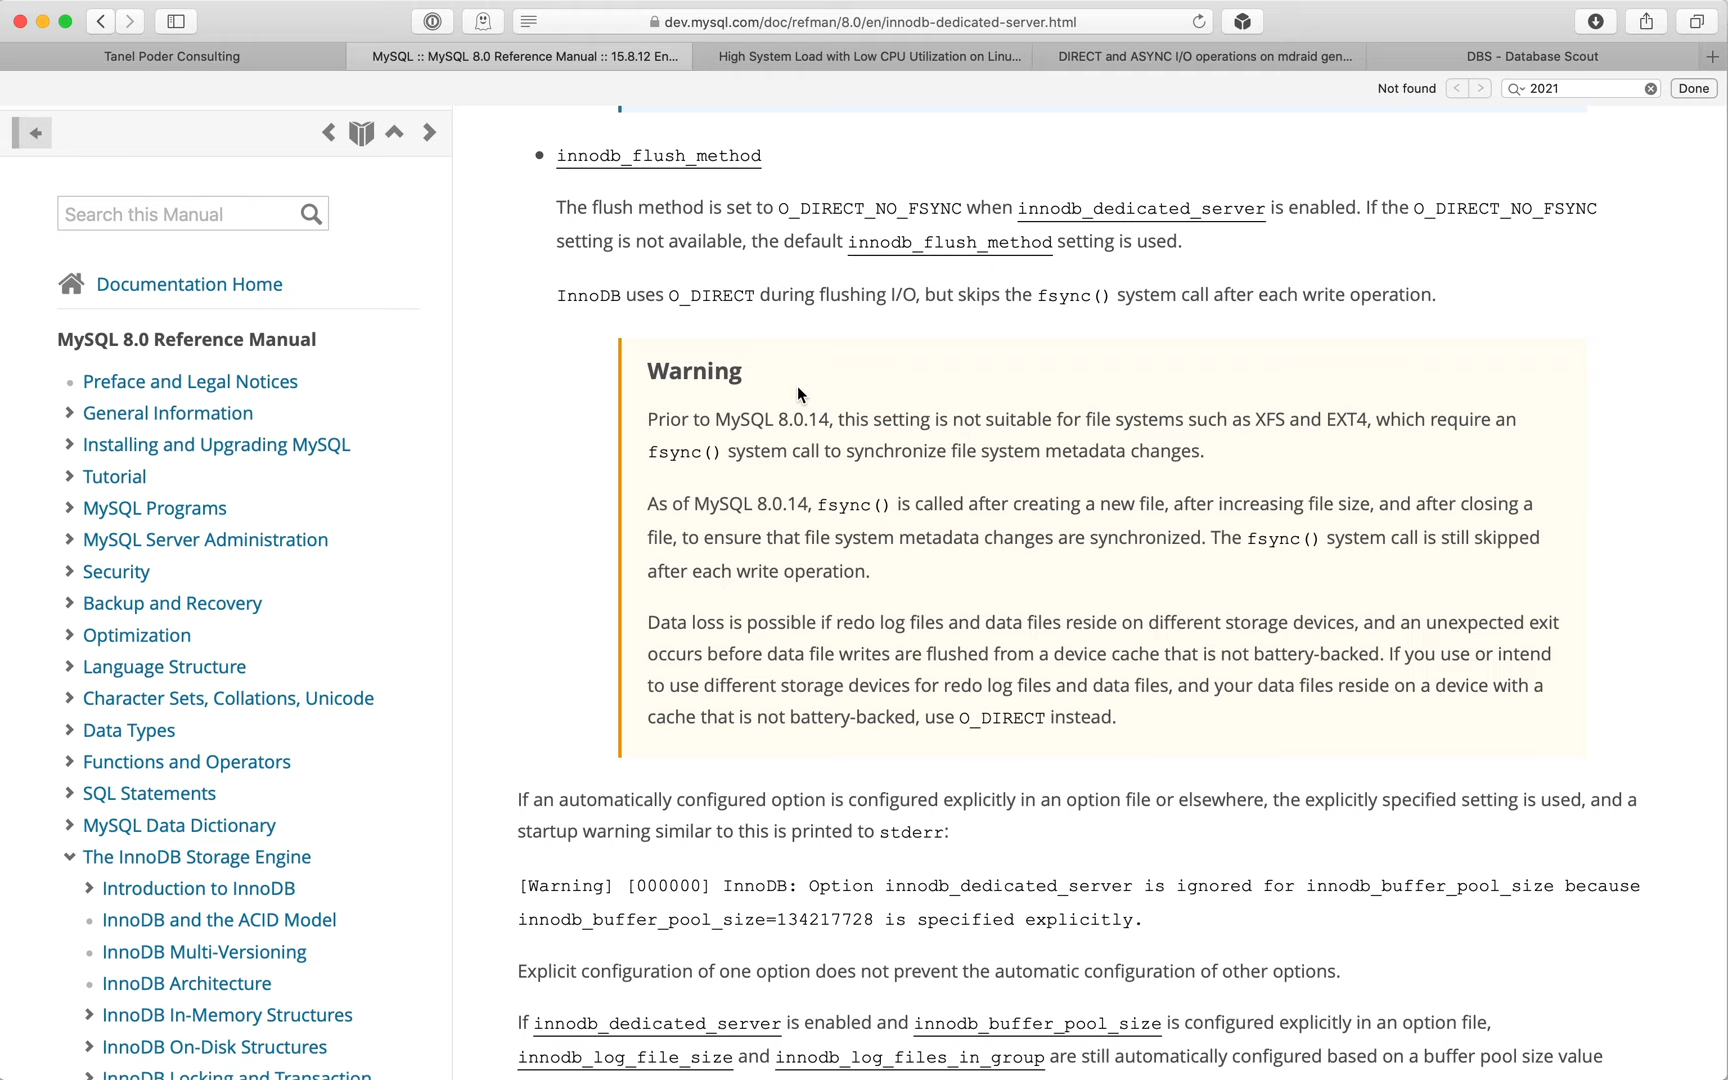 dev.mysql.com/doc/refman/8.0/en/innodb-dedicated-server.html
Tanel Poder Consulting
MySQL :: MySQL 8.0 Reference Manual :: 15.8.12 En...
High System Load with Low CPU Utilization on Linu...
DIRECT and ASYNC I/O operations on mdraid gen...
DBS - Database Scout
Not found
2021
Done
Search this Manual
Documentation Home
MySQL 8.0 Reference Manual
Preface and Legal Notices
General Information
Installing and Upgrading MySQL
Tutorial
MySQL Programs
MySQL Server Administration
Security
Backup and Recovery
Optimization
Language Structure
Character Sets, Collations, Unicode
Data Types
Functions and Operators
SQL Statements
MySQL Data Dictionary
The InnoDB Storage Engine
Introduction to InnoDB
InnoDB and the ACID Model
InnoDB Multi-Versioning
InnoDB Architecture
InnoDB In-Memory Structures
InnoDB On-Disk Structures
InnoDB Locking and Transaction
innodb_flush_method
The flush method is set to O_DIRECT_NO_FSYNC when innodb_dedicated_server is enabled. If the O_DIRECT_NO_FSYNC
setting is not available, the default innodb_flush_method setting is used.
InnoDB uses O_DIRECT during flushing I/O, but skips the fsync() system call after each write operation.
Warning
Prior to MySQL 8.0.14, this setting is not suitable for file systems such as XFS and EXT4, which require an
fsync() system call to synchronize file system metadata changes.
As of MySQL 8.0.14, fsync() is called after creating a new file, after increasing file size, and after closing a
file, to ensure that file system metadata changes are synchronized. The fsync() system call is still skipped
after each write operation.
Data loss is possible if redo log files and data files reside on different storage devices, and an unexpected exit
occurs before data file writes are flushed from a device cache that is not battery-backed. If you use or intend
to use different storage devices for redo log files and data files, and your data files reside on a device with a
cache that is not battery-backed, use O_DIRECT instead.
If an automatically configured option is configured explicitly in an option file or elsewhere, the explicitly specified setting is used, and a
startup warning similar to this is printed to stderr:
[Warning] [000000] InnoDB: Option innodb_dedicated_server is ignored for innodb_buffer_pool_size because
innodb_buffer_pool_size=134217728 is specified explicitly.
Explicit configuration of one option does not prevent the automatic configuration of other options.
If innodb_dedicated_server is enabled and innodb_buffer_pool_size is configured explicitly in an option file,
innodb_log_file_size and innodb_log_files_in_group are still automatically configured based on a buffer pool size value